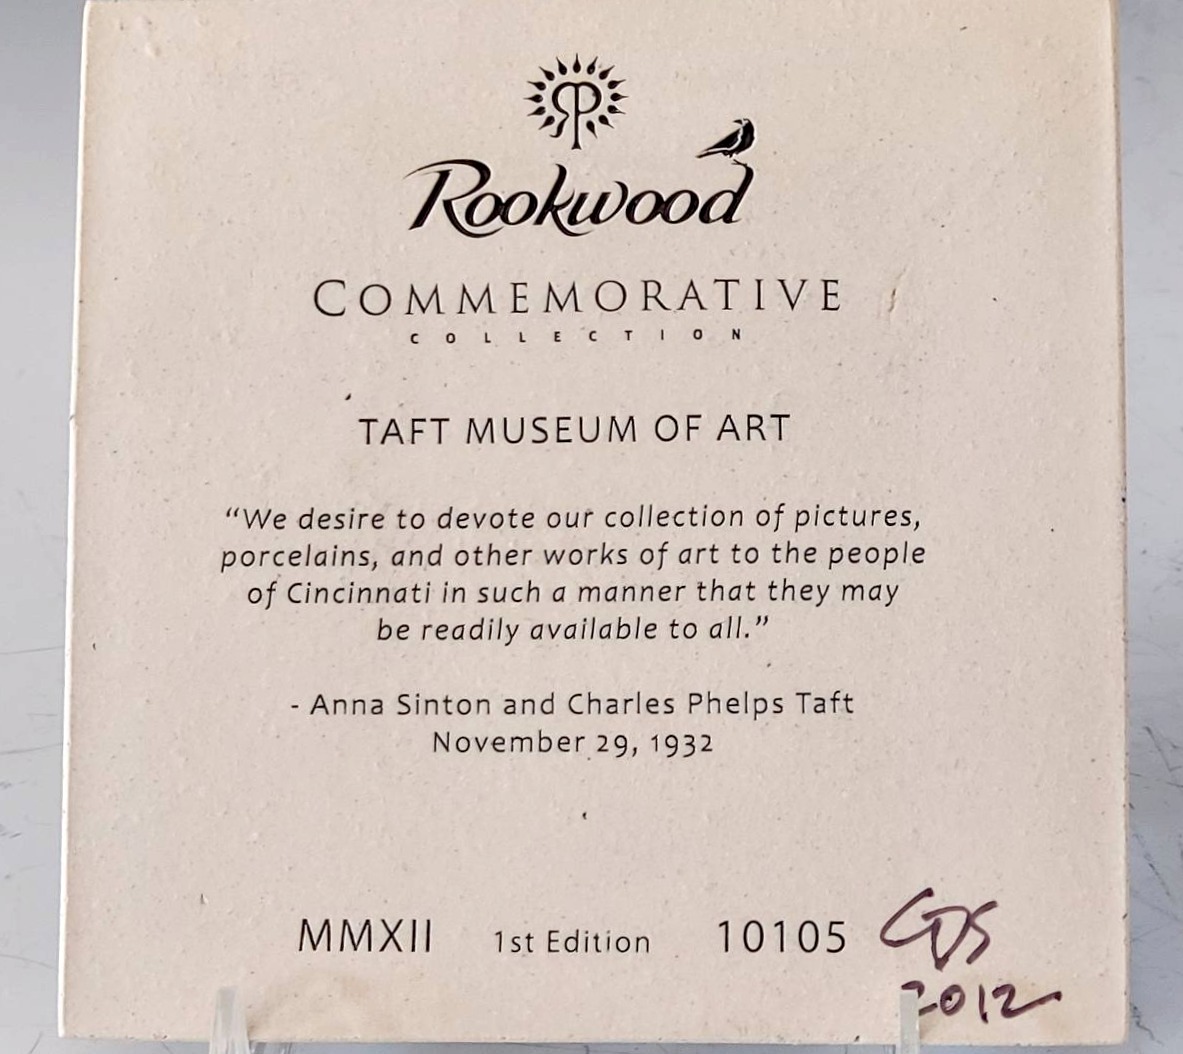 RP
Rookwood
COMMEMORATIVE
COLLECTION
TAFT MUSEUM OF ART
“We desire to devote our collection of pictures,
porcelains, and other works of art to the people
of Cincinnati in such a manner that they may
be readily available to all.”
- Anna Sinton and Charles Phelps Taft
November 29, 1932
MMXII 1st Edition 10105
2012